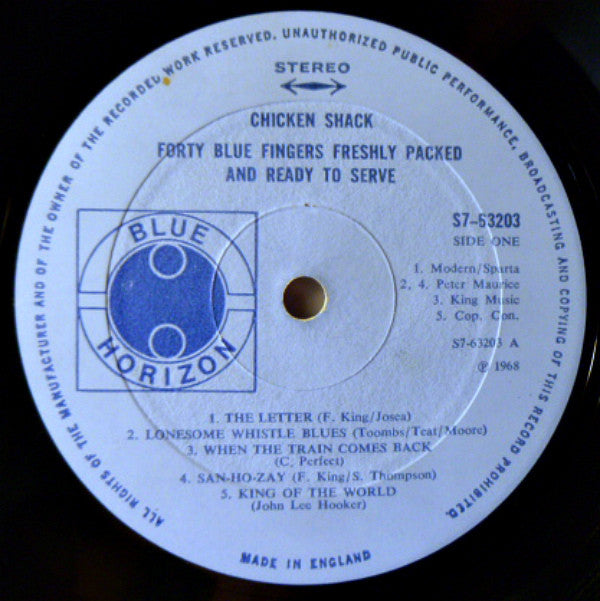 ALL RIGHTS OF THE MANUFACTURER AND OF THE OWNER OF THE RECORDED WORK RESERVED. UNAUTHORIZED PUBLIC PERFORMANCE, BROADCASTING AND COPYING OF THIS RECORD PROHIBITED.
STEREO
CHICKEN SHACK
FORTY BLUE FINGERS FRESHLY PACKED
AND READY TO SERVE
BLUE
HORIZON
S7-63203
SIDE ONE
1. Modern/Sparta
2, 4. Peter Maurice
3. King Music
5. Cop. Con.
S7-63203 A
℗ 1968
1. THE LETTER (F. King/Josea)
2. LONESOME WHISTLE BLUES (Toombs/Teat/Moore)
3. WHEN THE TRAIN COMES BACK
(C. Perfect)
4. SAN-HO-ZAY (F. King/S. Thompson)
5. KING OF THE WORLD
(John Lee Hooker)
MADE IN ENGLAND